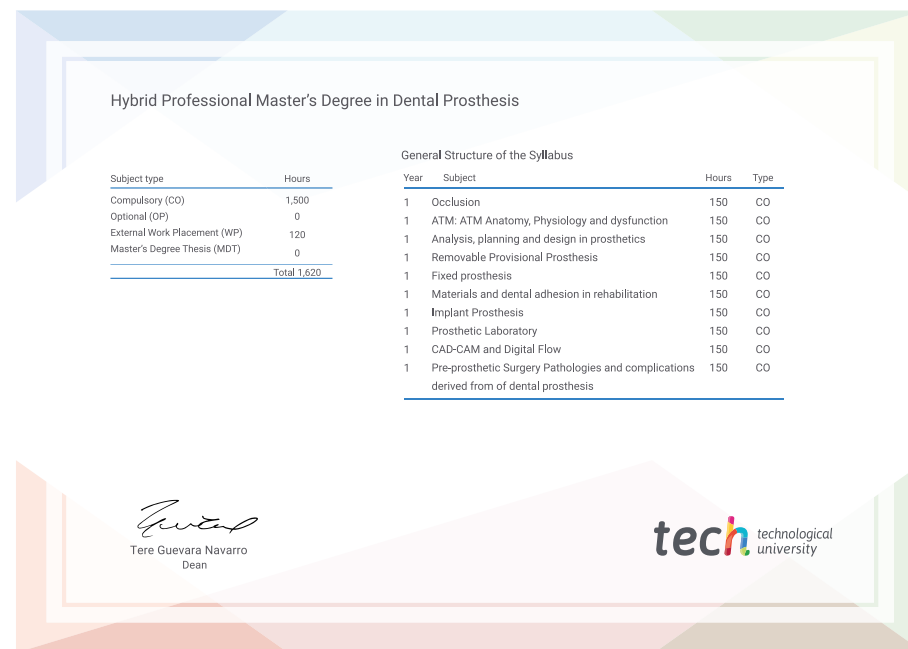 Hybrid Professional Master's Degree in Dental Prosthesis
Subject type Hours
Compulsory (CO) 1,500
Optional (OP) 0
External Work Placement (WP) 120
Master's Degree Thesis (MDT) 0
Total 1,620
General Structure of the Syllabus
Year Subject Hours Type
1 Occlusion 150 CO
1 ATM: ATM Anatomy, Physiology and dysfunction 150 CO
1 Analysis, planning and design in prosthetics 150 CO
1 Removable Provisional Prosthesis 150 CO
1 Fixed prosthesis 150 CO
1 Materials and dental adhesion in rehabilitation 150 CO
1 Implant Prosthesis 150 CO
1 Prosthetic Laboratory 150 CO
1 CAD-CAM and Digital Flow 150 CO
1 Pre-prosthetic Surgery Pathologies and complications 150 CO
derived from of dental prosthesis
Tere Guevara Navarro
Dean
tech technological
university